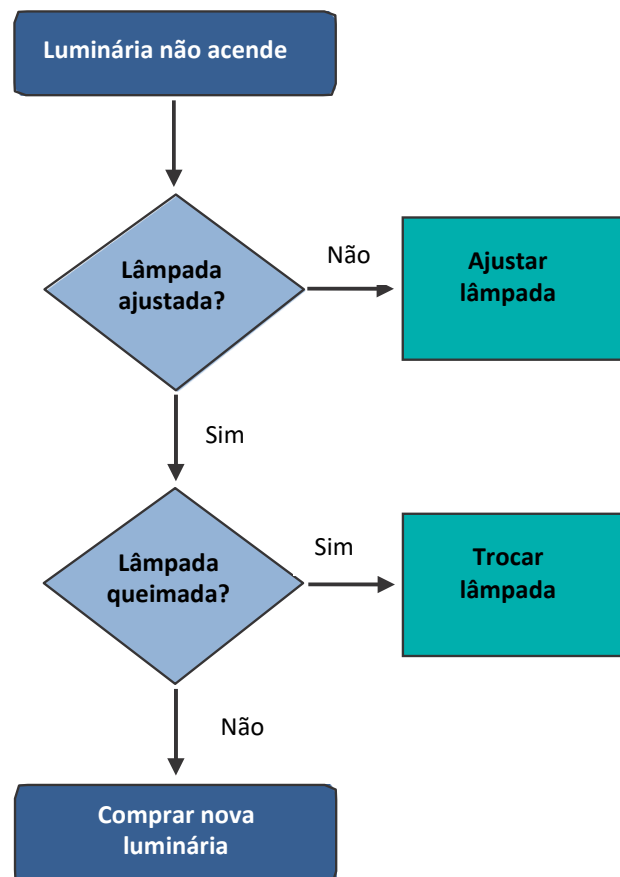 Luminária não acende
Lâmpada
ajustada?
Não
Ajustar
lâmpada
Sim
Lâmpada
queimada?
Sim
Trocar
lâmpada
Não
Comprar nova
luminária